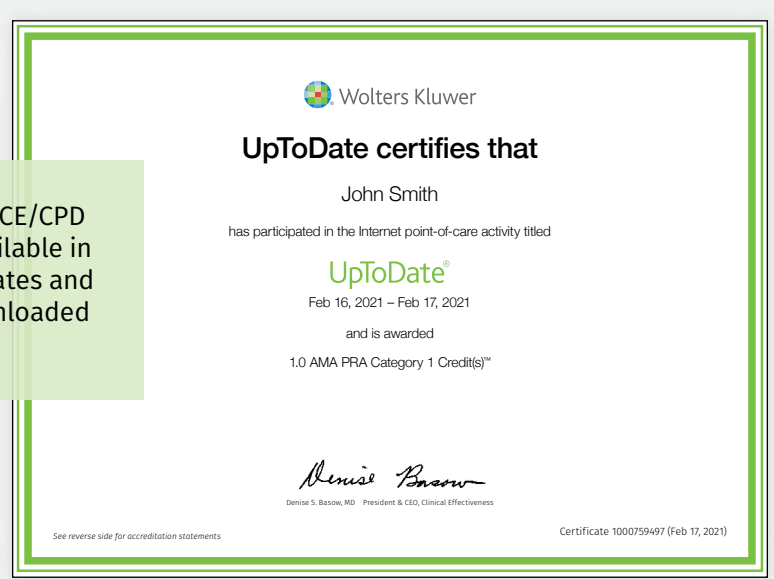 Wolters Kluwer
UpToDate certifies that
John Smith
has participated in the Internet point-of-care activity titled
UpToDate®
Feb 16, 2021 – Feb 17, 2021
and is awarded
1.0 AMA PRA Category 1 Credit(s)™
CE/CPD
ilable in
ates and
nloaded
Denise Basow
Denise S. Basow, MD President & CEO, Clinical Effectiveness
See reverse side for accreditation statements
Certificate 1000759497 (Feb 17, 2021)